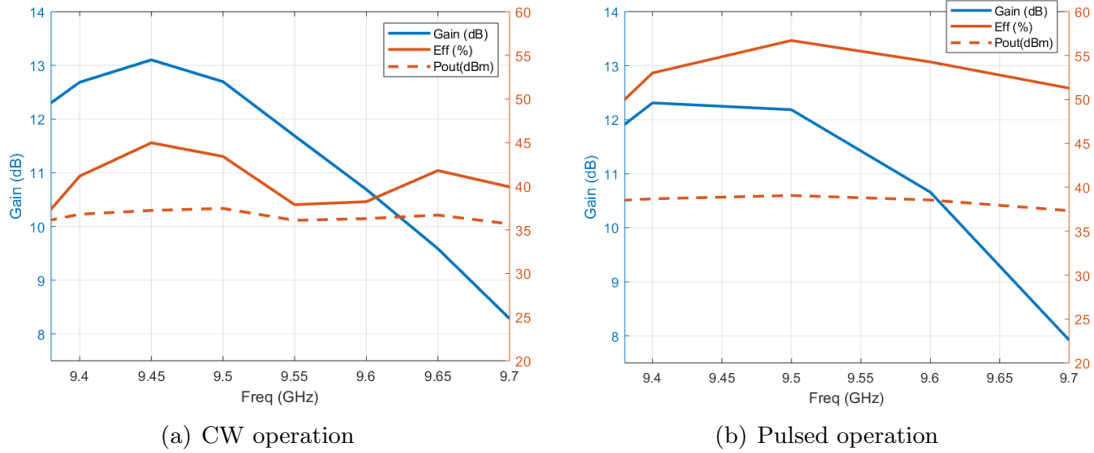 14
13
12
11
10
9
8
Gain (dB)
60
55
50
45
40
35
30
25
20
Gain (dB)
Eff (%)
Pout(dBm)
9.4 9.45 9.5 9.55 9.6 9.65 9.7
Freq (GHz)
(a) CW operation
14
13
12
11
10
9
8
Gain (dB)
60
55
50
45
40
35
30
25
20
Gain (dB)
Eff (%)
Pout(dBm)
9.4 9.45 9.5 9.55 9.6 9.65 9.7
Freq (GHz)
(b) Pulsed operation